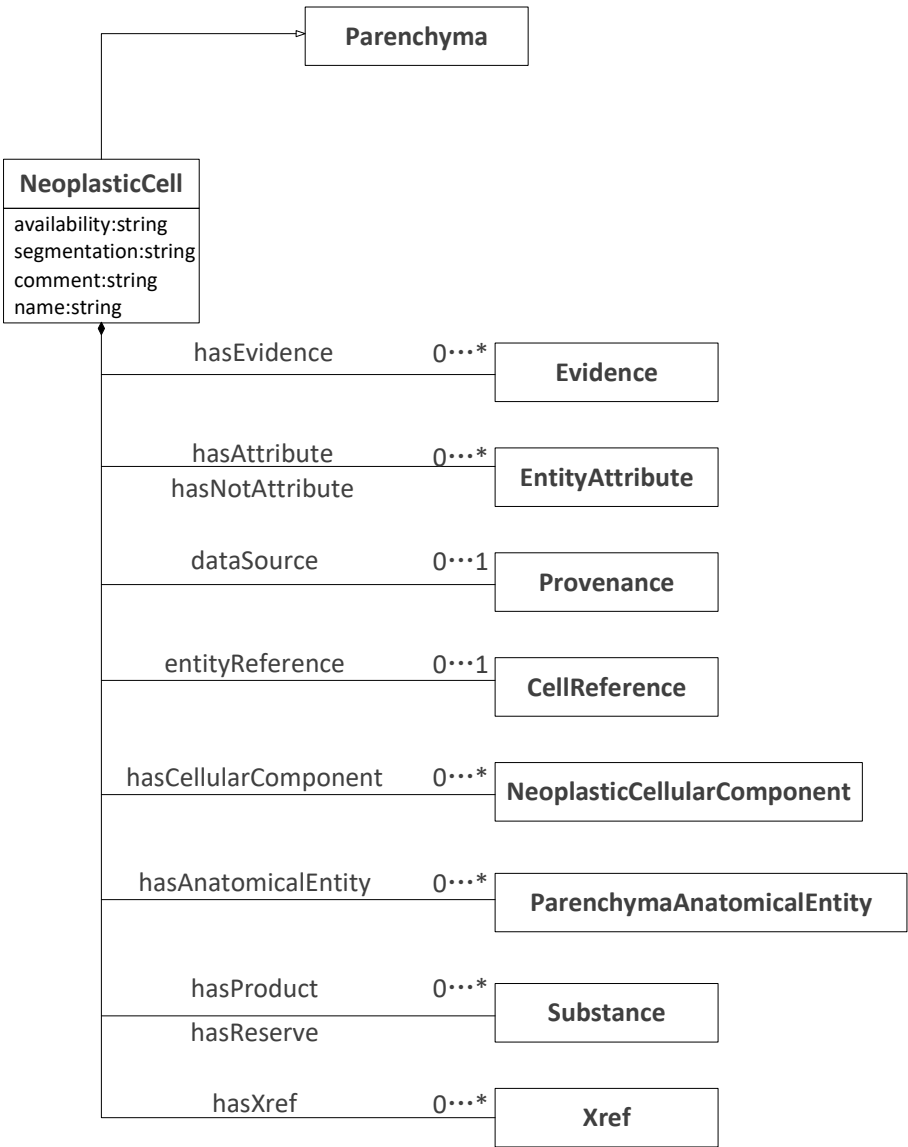 Parenchyma
NeoplasticCell
availability:string
segmentation:string
comment:string
name:string
hasEvidence 0···*
Evidence
hasAttribute 0···*
hasNotAttribute
EntityAttribute
dataSource 0···1
Provenance
entityReference 0···1
CellReference
hasCellularComponent 0···*
NeoplasticCellularComponent
hasAnatomicalEntity 0···*
ParenchymaAnatomicalEntity
hasProduct 0···*
hasReserve
Substance
hasXref 0···*
Xref